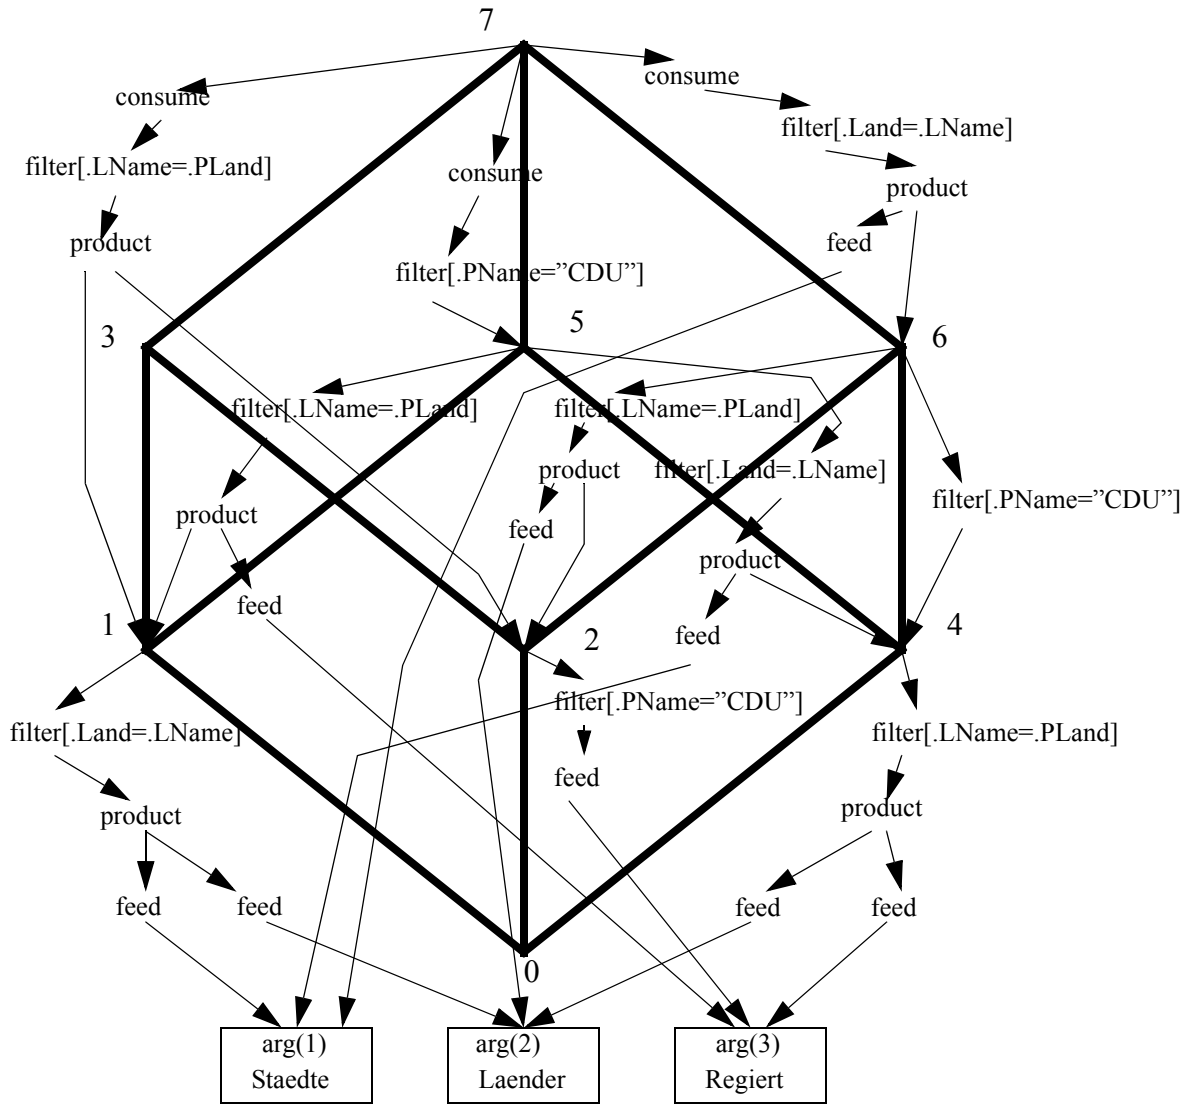 7
consume
consume
filter[.Land=.LName]
filter[.LName=.PLand]
consume
product
product
feed
filter[.PName=”CDU”]
3
5
6
filter[.LName=.PLand]
filter[.LName=.PLand]
product
filter[.Land=.LName]
filter[.PName=”CDU”]
product
feed
product
feed
1
2
4
feed
filter[.PName=”CDU”]
filter[.Land=.LName]
filter[.LName=.PLand]
feed
product
product
feed
feed
feed
feed
0
arg(1)
Staedte
arg(2)
Laender
arg(3)
Regiert